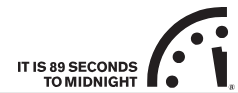 IT IS 89 SECONDS
TO MIDNIGHT
®